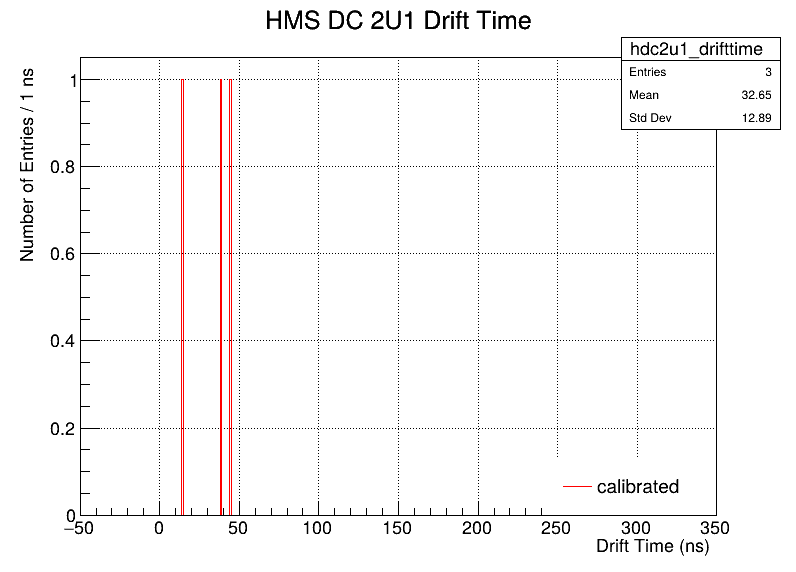 HMS DC 2U1 Drift Time
hdc2u1_drifttime
Entries 3
Mean 32.65
Std Dev 12.89
Number of Entries / 1 ns
1
0.8
0.6
0.4
0.2
0
−50 0 50 100 150 200 250 300 350
Drift Time (ns)
calibrated